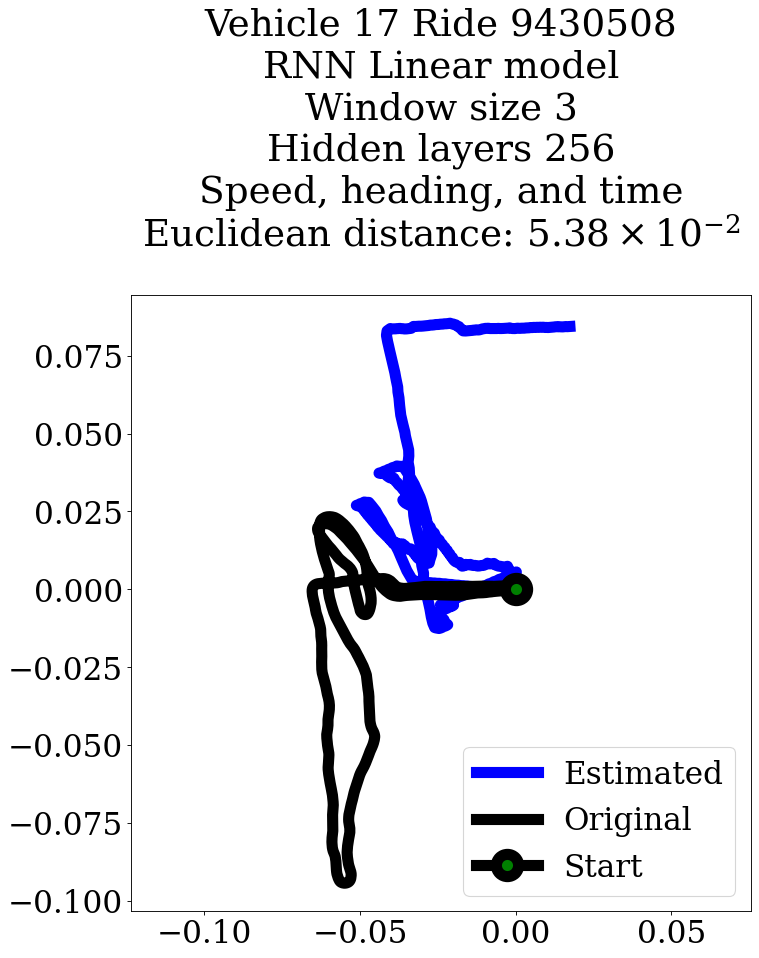 Vehicle 17 Ride 9430508
RNN Linear model
Window size 3
Hidden layers 256
Speed, heading, and time
Euclidean distance: 5.38 × 10⁻²
0.075
0.050
0.025
0.000
−0.025
−0.050
−0.075
−0.100
Estimated
Original
Start
−0.10
−0.05
0.00
0.05